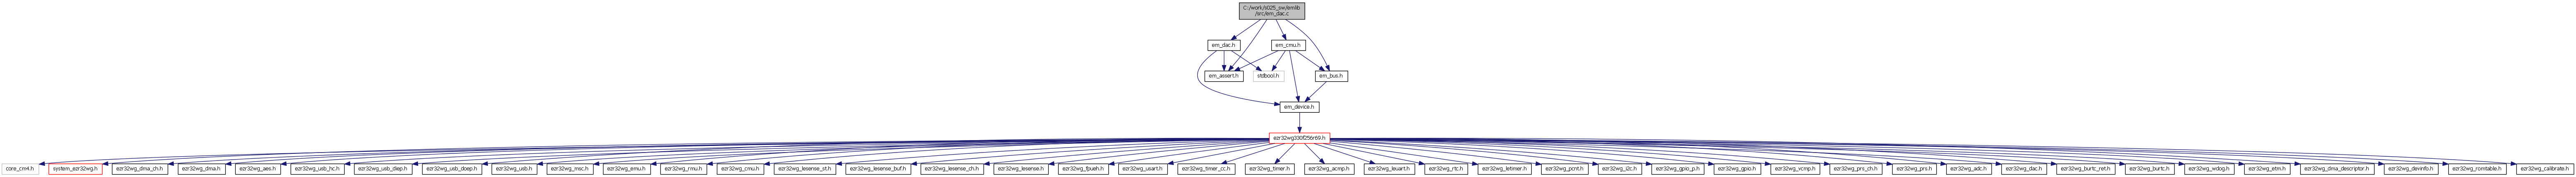 C:/work/s025_sw/emlib
/src/em_dac.c
em_dac.h
em_cmu.h
em_assert.h
stdbool.h
em_bus.h
em_device.h
ezr32wg330f256r69.h
core_cm4.h
system_ezr32wg.h
ezr32wg_dma_ch.h
ezr32wg_dma.h
ezr32wg_aes.h
ezr32wg_usb_hc.h
ezr32wg_usb_diep.h
ezr32wg_usb_doep.h
ezr32wg_usb.h
ezr32wg_msc.h
ezr32wg_emu.h
ezr32wg_rmu.h
ezr32wg_cmu.h
ezr32wg_lesense_st.h
ezr32wg_lesense_buf.h
ezr32wg_lesense_ch.h
ezr32wg_lesense.h
ezr32wg_fpueh.h
ezr32wg_usart.h
ezr32wg_timer_cc.h
ezr32wg_timer.h
ezr32wg_acmp.h
ezr32wg_leuart.h
ezr32wg_rtc.h
ezr32wg_letimer.h
ezr32wg_pcnt.h
ezr32wg_i2c.h
ezr32wg_gpio_p.h
ezr32wg_gpio.h
ezr32wg_vcmp.h
ezr32wg_prs_ch.h
ezr32wg_prs.h
ezr32wg_adc.h
ezr32wg_dac.h
ezr32wg_burtc_ret.h
ezr32wg_burtc.h
ezr32wg_wdog.h
ezr32wg_etm.h
ezr32wg_dma_descriptor.h
ezr32wg_devinfo.h
ezr32wg_romtable.h
ezr32wg_calibrate.h